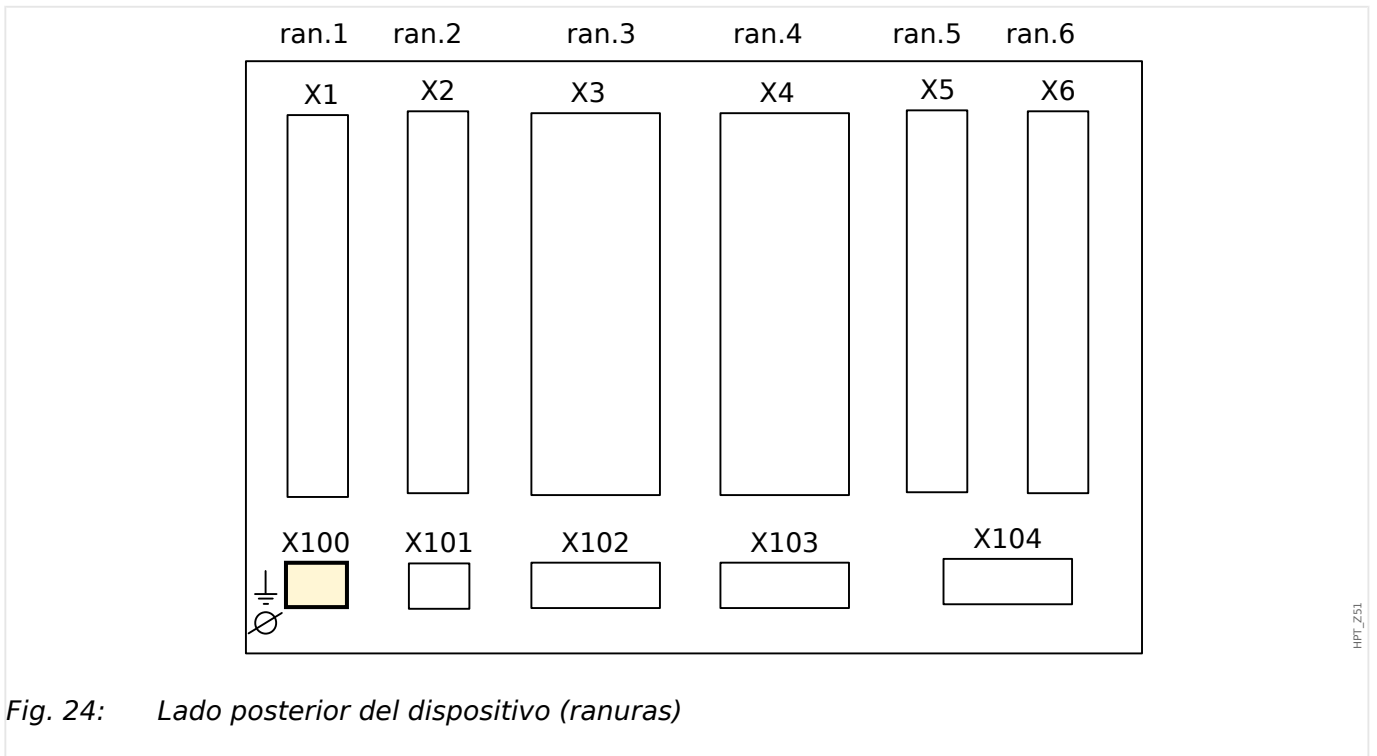 ran.1 ran.2 ran.3 ran.4 ran.5 ran.6
X1 X2 X3 X4 X5 X6
X100 X101 X102 X103 X104
HPT_Z51
Fig. 24: Lado posterior del dispositivo (ranuras)